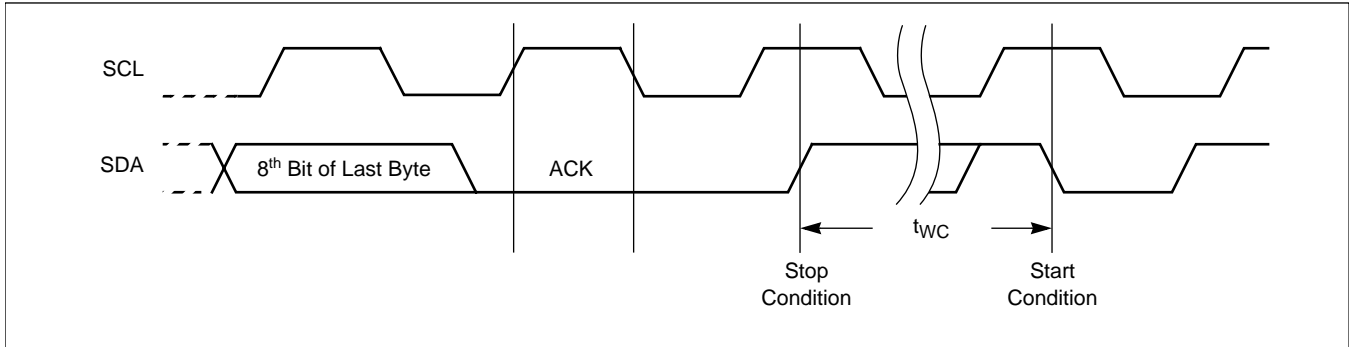 SCL
SDA
8th Bit of Last Byte
ACK
tWC
Stop
Condition
Start
Condition